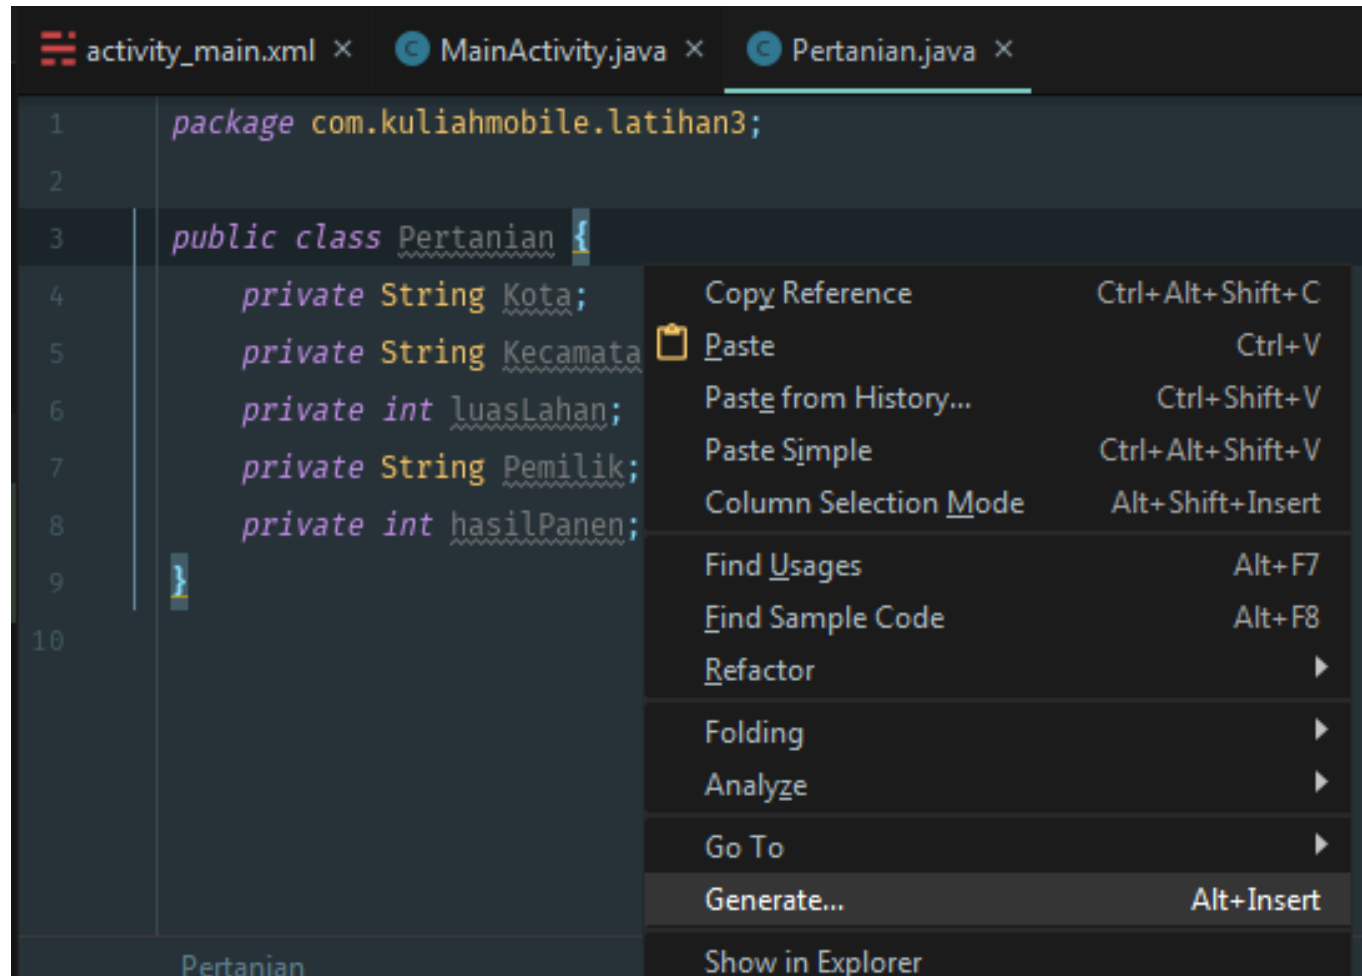 activity_main.xml × MainActivity.java × Pertanian.java ×
1 package com.kuliahmobile.latihan3;
2
3 public class Pertanian {
4 private String Kota;
5 private String Kecamata
6 private int luasLahan;
7 private String Pemilik;
8 private int hasilPanen;
9 }
10
Copy Reference Ctrl+Alt+Shift+C
Paste Ctrl+V
Paste from History... Ctrl+Shift+V
Paste Simple Ctrl+Alt+Shift+V
Column Selection Mode Alt+Shift+Insert
Find Usages Alt+F7
Find Sample Code Alt+F8
Refactor
Folding
Analyze
Go To
Generate... Alt+Insert
Show in Explorer
Pertanian